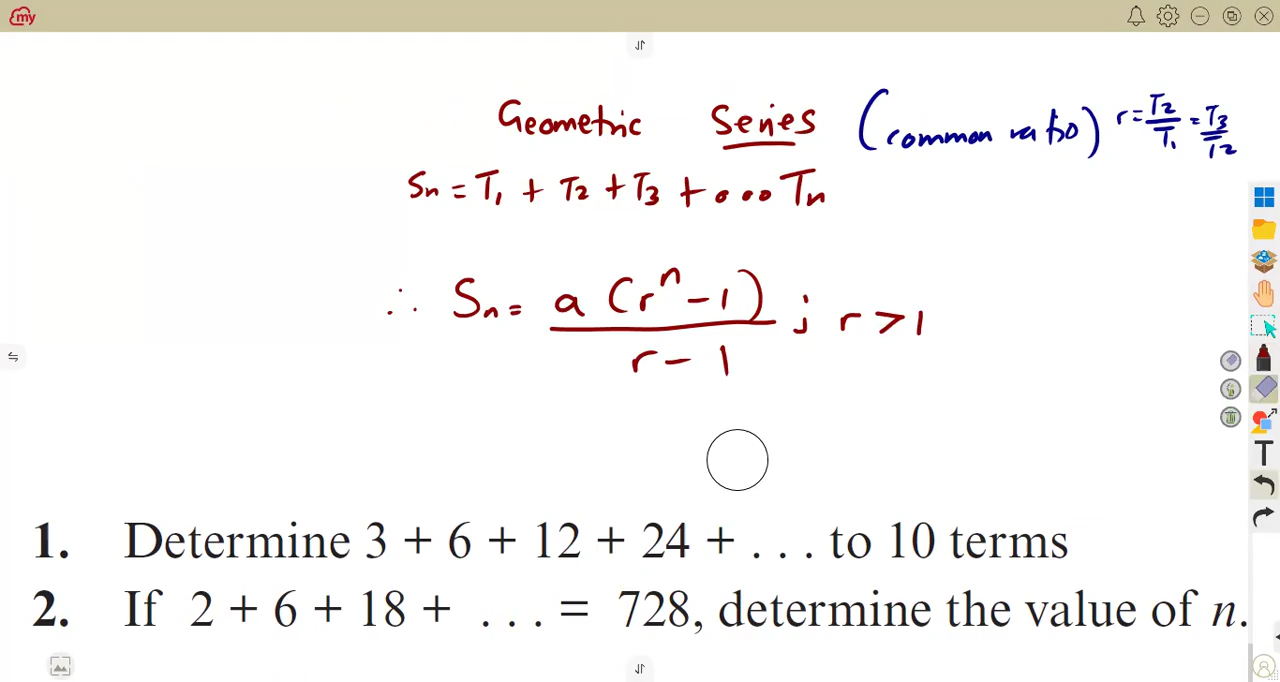 my
Geometric Series (common ratio) r = T2/T1 = T3/T2
Sn = T1 + T2 + T3 + ... Tn
∴ Sn = a (r^n - 1) / r - 1 ; r > 1
1. Determine 3 + 6 + 12 + 24 + . . . to 10 terms
2. If 2 + 6 + 18 + . . . = 728, determine the value of n.
T